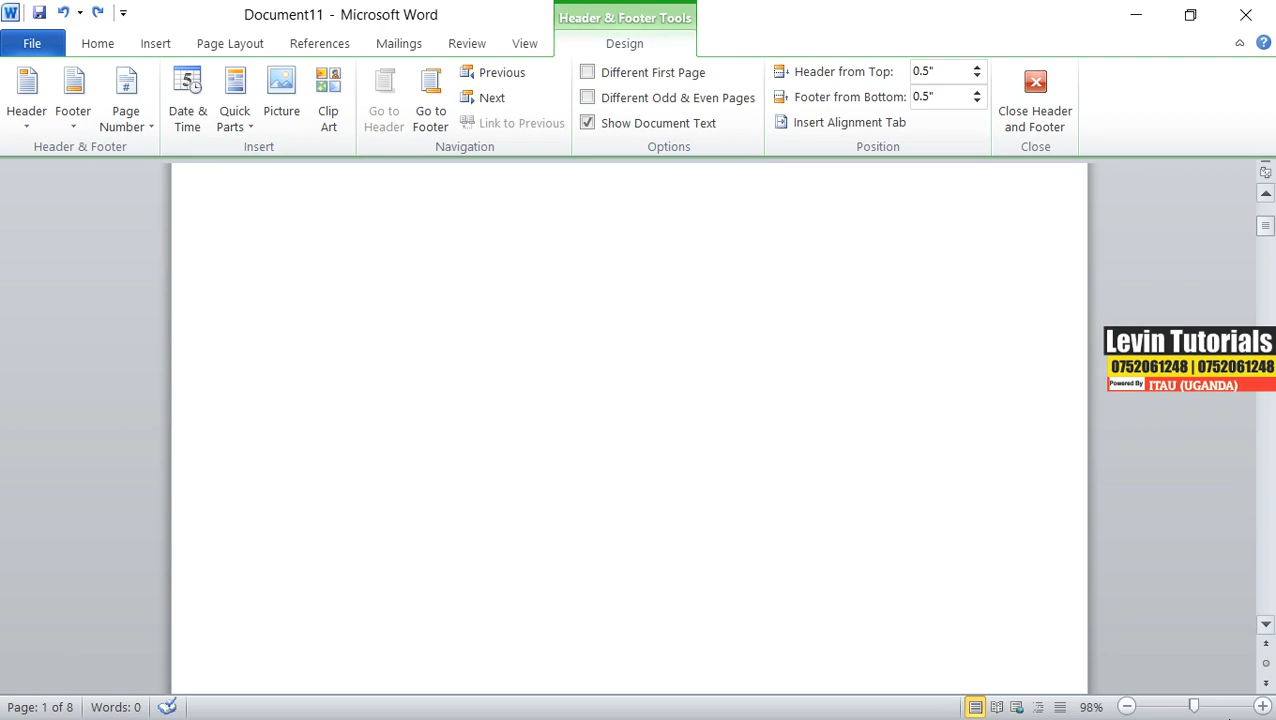 Document11 - Microsoft Word
Header & Footer Tools
File Home Insert Page Layout References Mailings Review View Design
Header
Footer
Page Number
Header & Footer
Date & Time
Quick Parts
Picture
Clip Art
Insert
Go to Header
Go to Footer
Previous
Next
Link to Previous
Navigation
Different First Page
Different Odd & Even Pages
Show Document Text
Options
Header from Top: 0.5"
Footer from Bottom: 0.5"
Insert Alignment Tab
Position
Close Header and Footer
Close
Levin Tutorials
0752061248 | 0752061248
Powered By ITAU (UGANDA)
Page: 1 of 8 Words: 0 98%